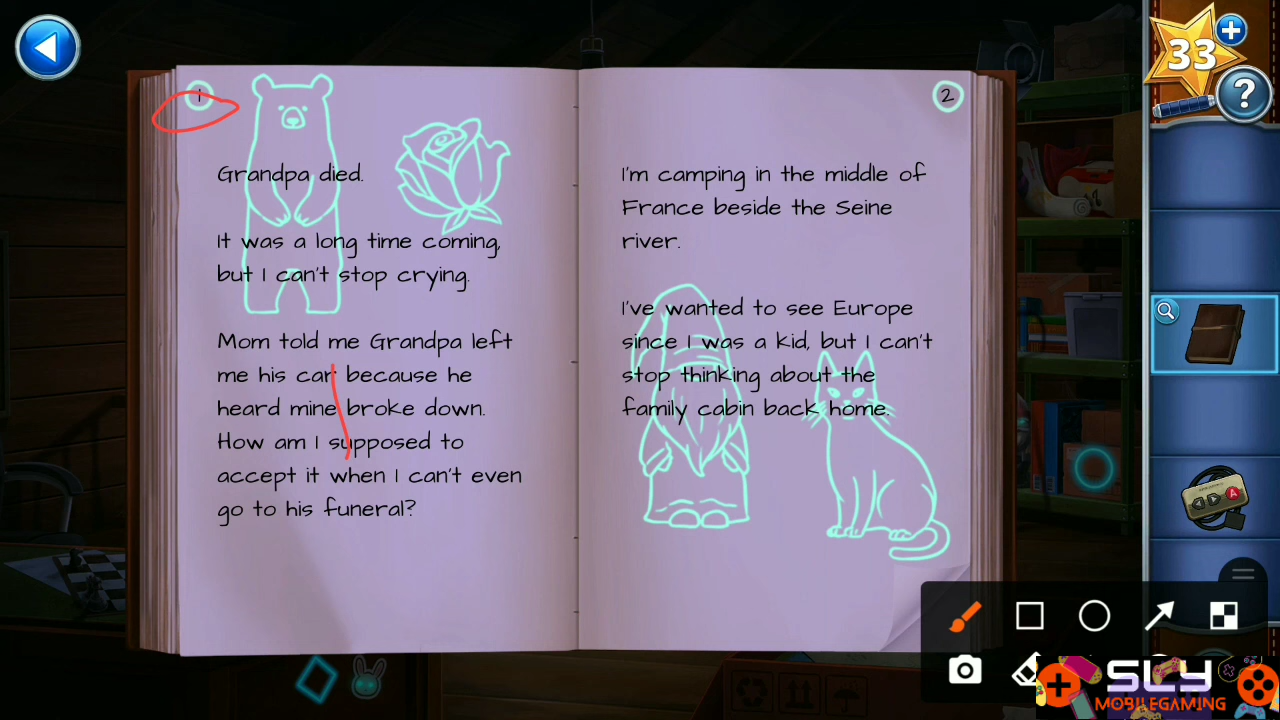 33
?
1
Grandpa died.
It was a long time coming,
but I can't stop crying.
Mom told me Grandpa left
me his car because he
heard mine broke down.
How am I supposed to
accept it when I can't even
go to his funeral?
2
I'm camping in the middle of
France beside the Seine
river.
I've wanted to see Europe
since I was a kid, but I can't
stop thinking about the
family cabin back home.
A
SLY
MOBILEGAMING